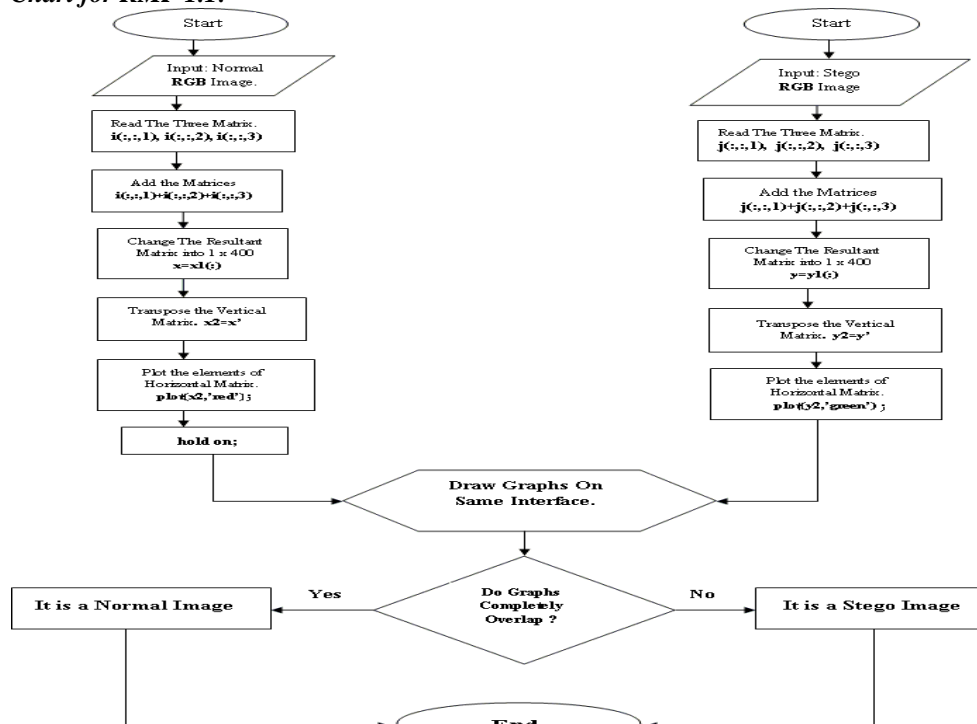 Chart for RMP 1.1:
Start
Input: Normal
RGB Image.
Read The Three Matrix.
i(:,:,1), i(:,:,2), i(:,:,3)
Add the Matrices
i(:,:,1)+i(:,:,2)+i(:,:,3)
Change The Resultant
Matrix into 1 x 400
x=x1(:)
Transpose the Vertical
Matrix. x2=x'
Plot the elements of
Horizontal Matrix.
plot(x2,'red');
hold on;
Start
Input: Stego
RGB Image
Read The Three Matrix.
j(:,:,1), j(:,:,2), j(:,:,3)
Add the Matrices
j(:,:,1)+j(:,:,2)+j(:,:,3)
Change The Resultant
Matrix into 1 x 400
y=y1(:)
Transpose the Vertical
Matrix. y2=y'
Plot the elements of
Horizontal Matrix.
plot(y2,'green') ;
Draw Graphs On
Same Interface.
Do Graphs
Completely
Overlap ?
Yes
No
It is a Normal Image
It is a Stego Image
End